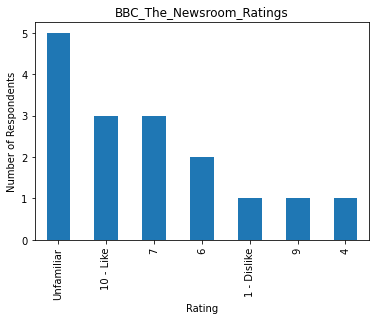 BBC_The_Newsroom_Ratings
Number of Respondents
5
4
3
2
1
0
Unfamiliar
10 - Like
7
6
1 - Dislike
9
4
Rating